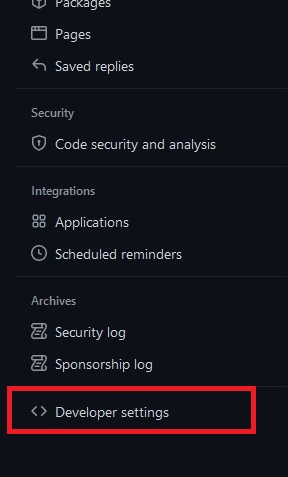 Packages
Pages
Saved replies
Security
Code security and analysis
Integrations
Applications
Scheduled reminders
Archives
Security log
Sponsorship log
Developer settings